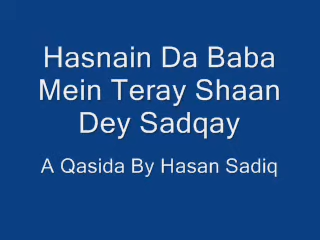 Hasnain Da Baba
Mein Teray Shaan
Dey Sadqay
A Qasida By Hasan Sadiq